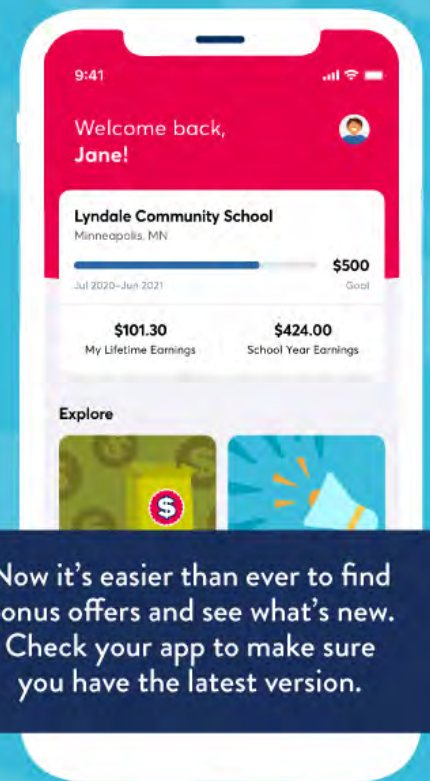 9:41
Welcome back,
Jane!
Lyndale Community School
Minneapolis, MN
$500
Jul 2020-Jun 2021
Goal
$101.30
$424.00
My Lifetime Earnings
School Year Earnings
Explore
$
Now it's easier than ever to find
onus offers and see what's new.
Check your app to make sure
you have the latest version.